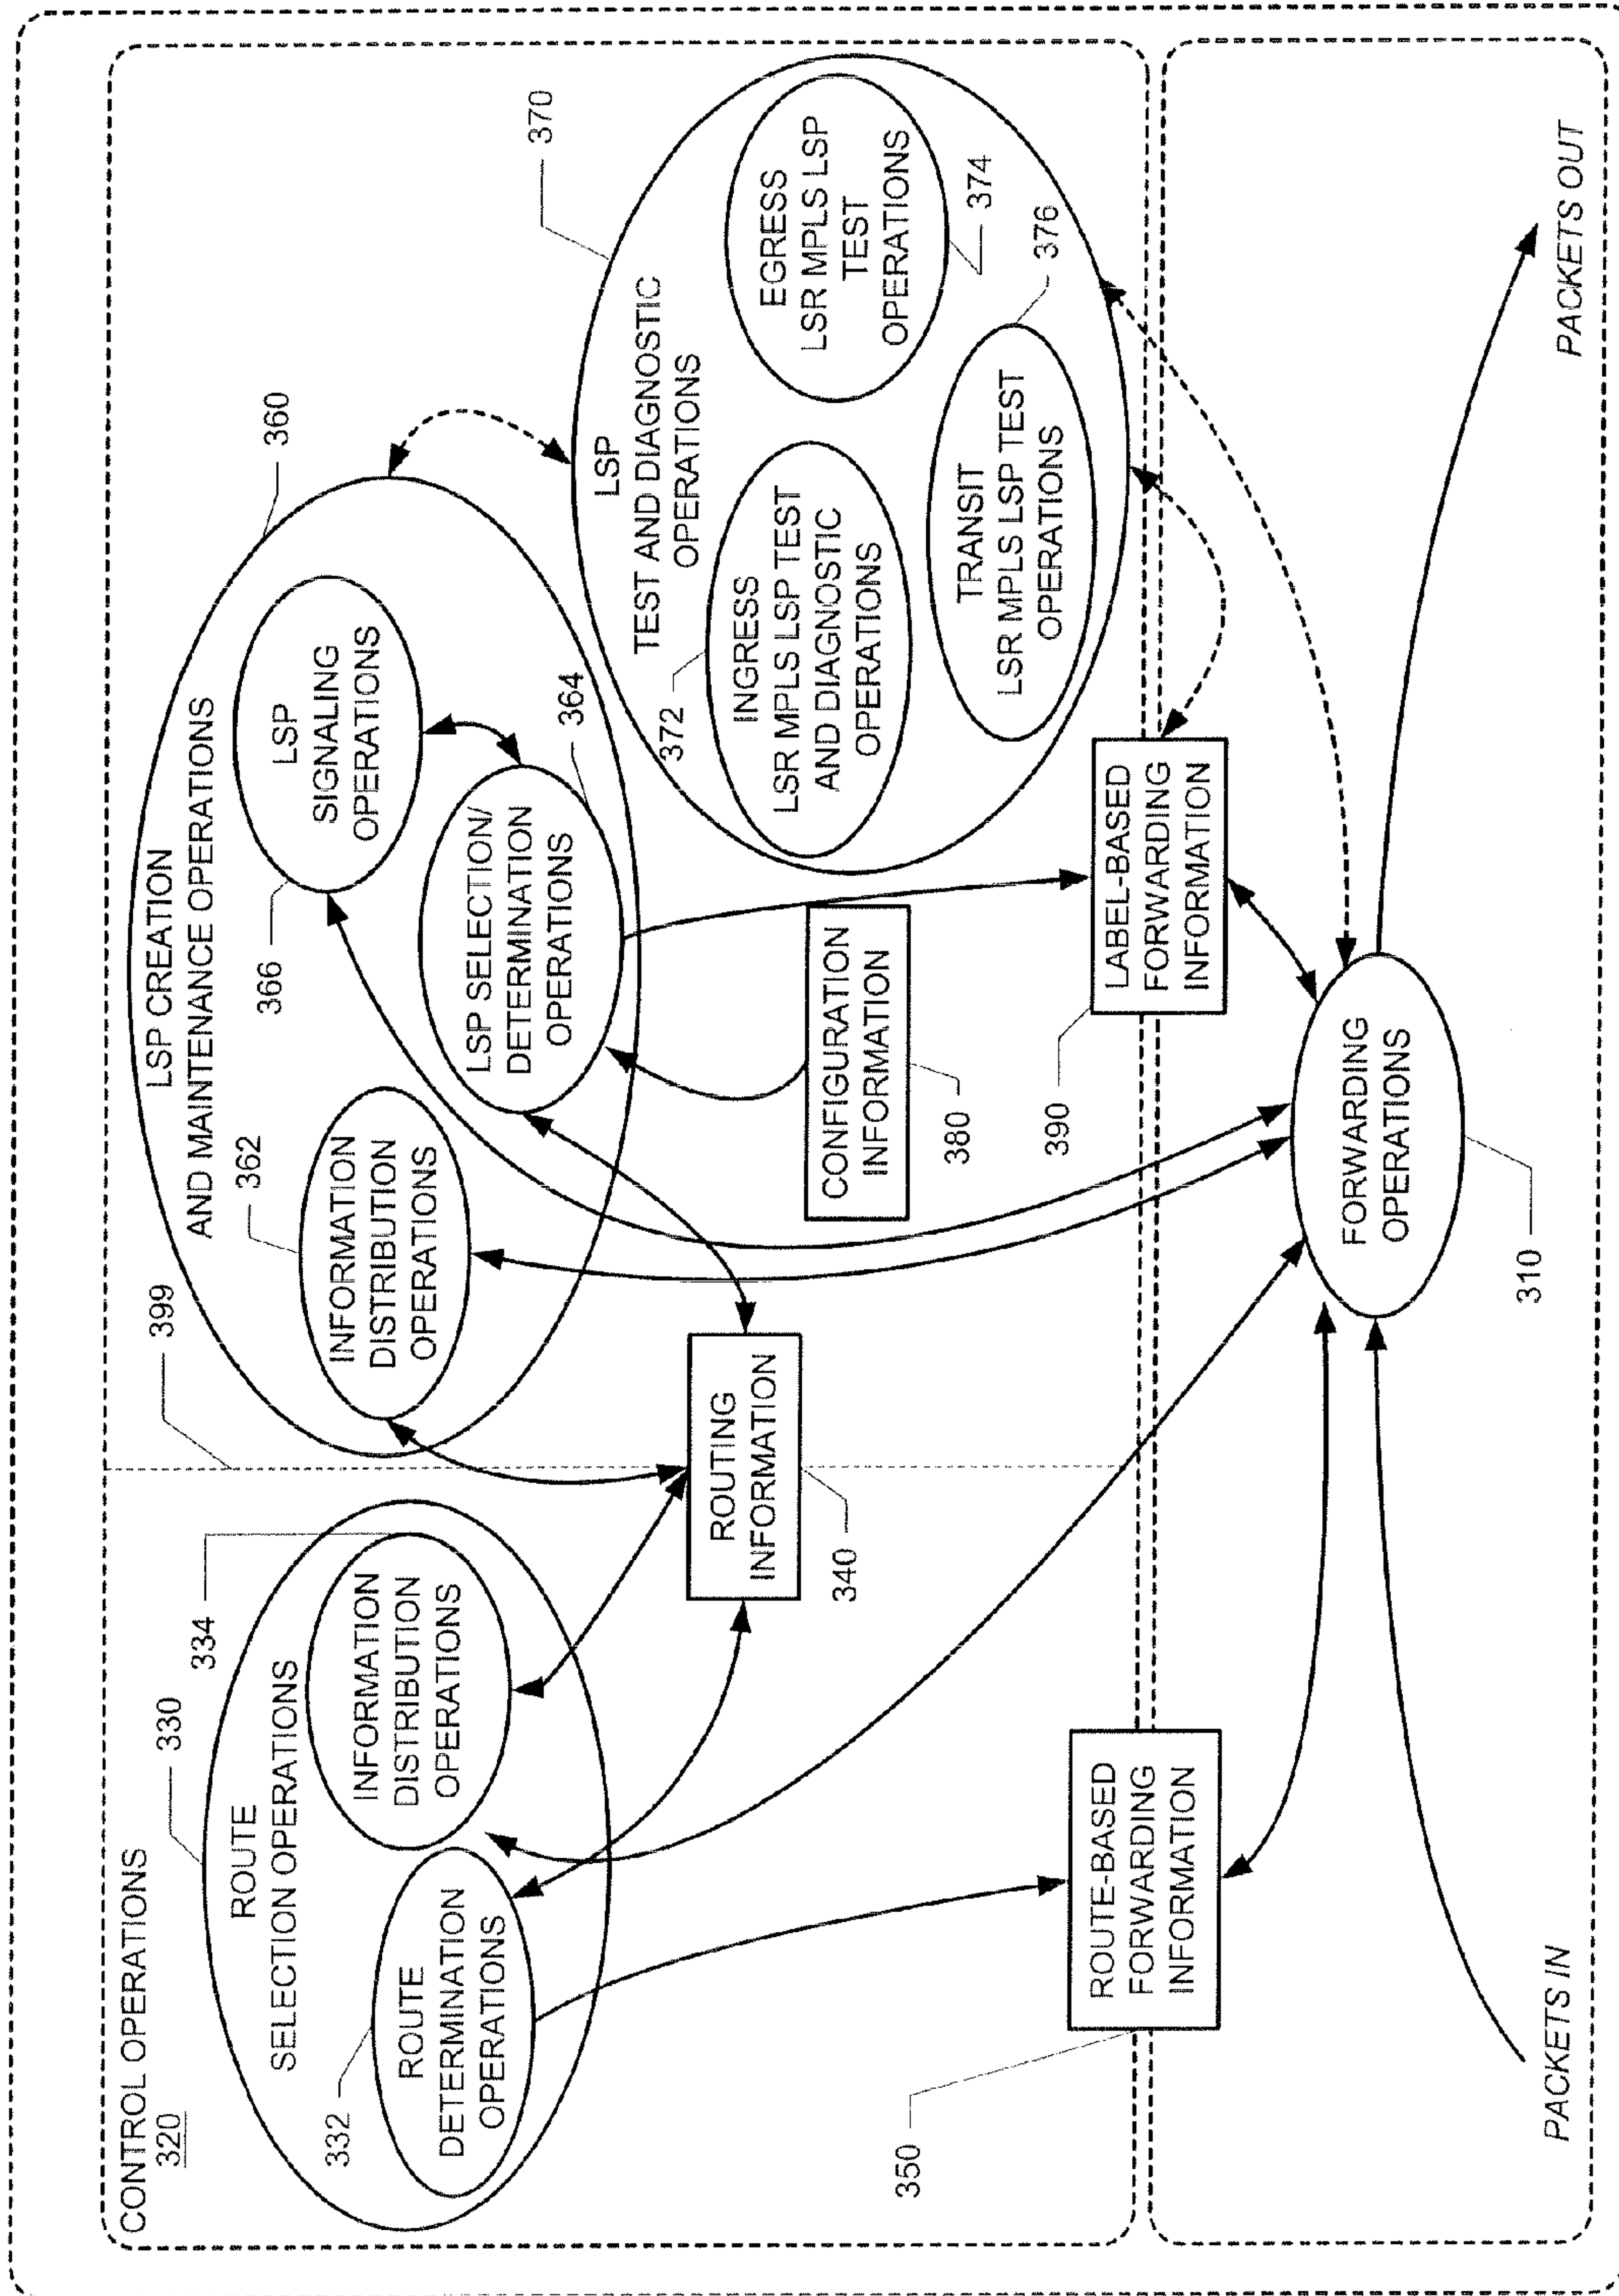 CONTROL OPERATIONS
320
330
ROUTE
SELECTION OPERATIONS
334
INFORMATION
DISTRIBUTION
OPERATIONS
332
ROUTE
DETERMINATION
OPERATIONS
399
LSP CREATION
AND MAINTENANCE OPERATIONS
360
362
INFORMATION
DISTRIBUTION
OPERATIONS
366
LSP
SIGNALING
OPERATIONS
LSP SELECTION/
DETERMINATION
OPERATIONS
364
370
LSP
TEST AND DIAGNOSTIC
OPERATIONS
372
INGRESS
LSR MPLS LSP TEST
AND DIAGNOSTIC
OPERATIONS
EGRESS
LSR MPLS LSP
TEST
OPERATIONS
374
376
TRANSIT
LSR MPLS LSP TEST
OPERATIONS
ROUTING
INFORMATION
340
CONFIGURATION
INFORMATION
380
350
ROUTE-BASED
FORWARDING
INFORMATION
390
LABEL-BASED
FORWARDING
INFORMATION
FORWARDING
OPERATIONS
310
PACKETS IN
PACKETS OUT